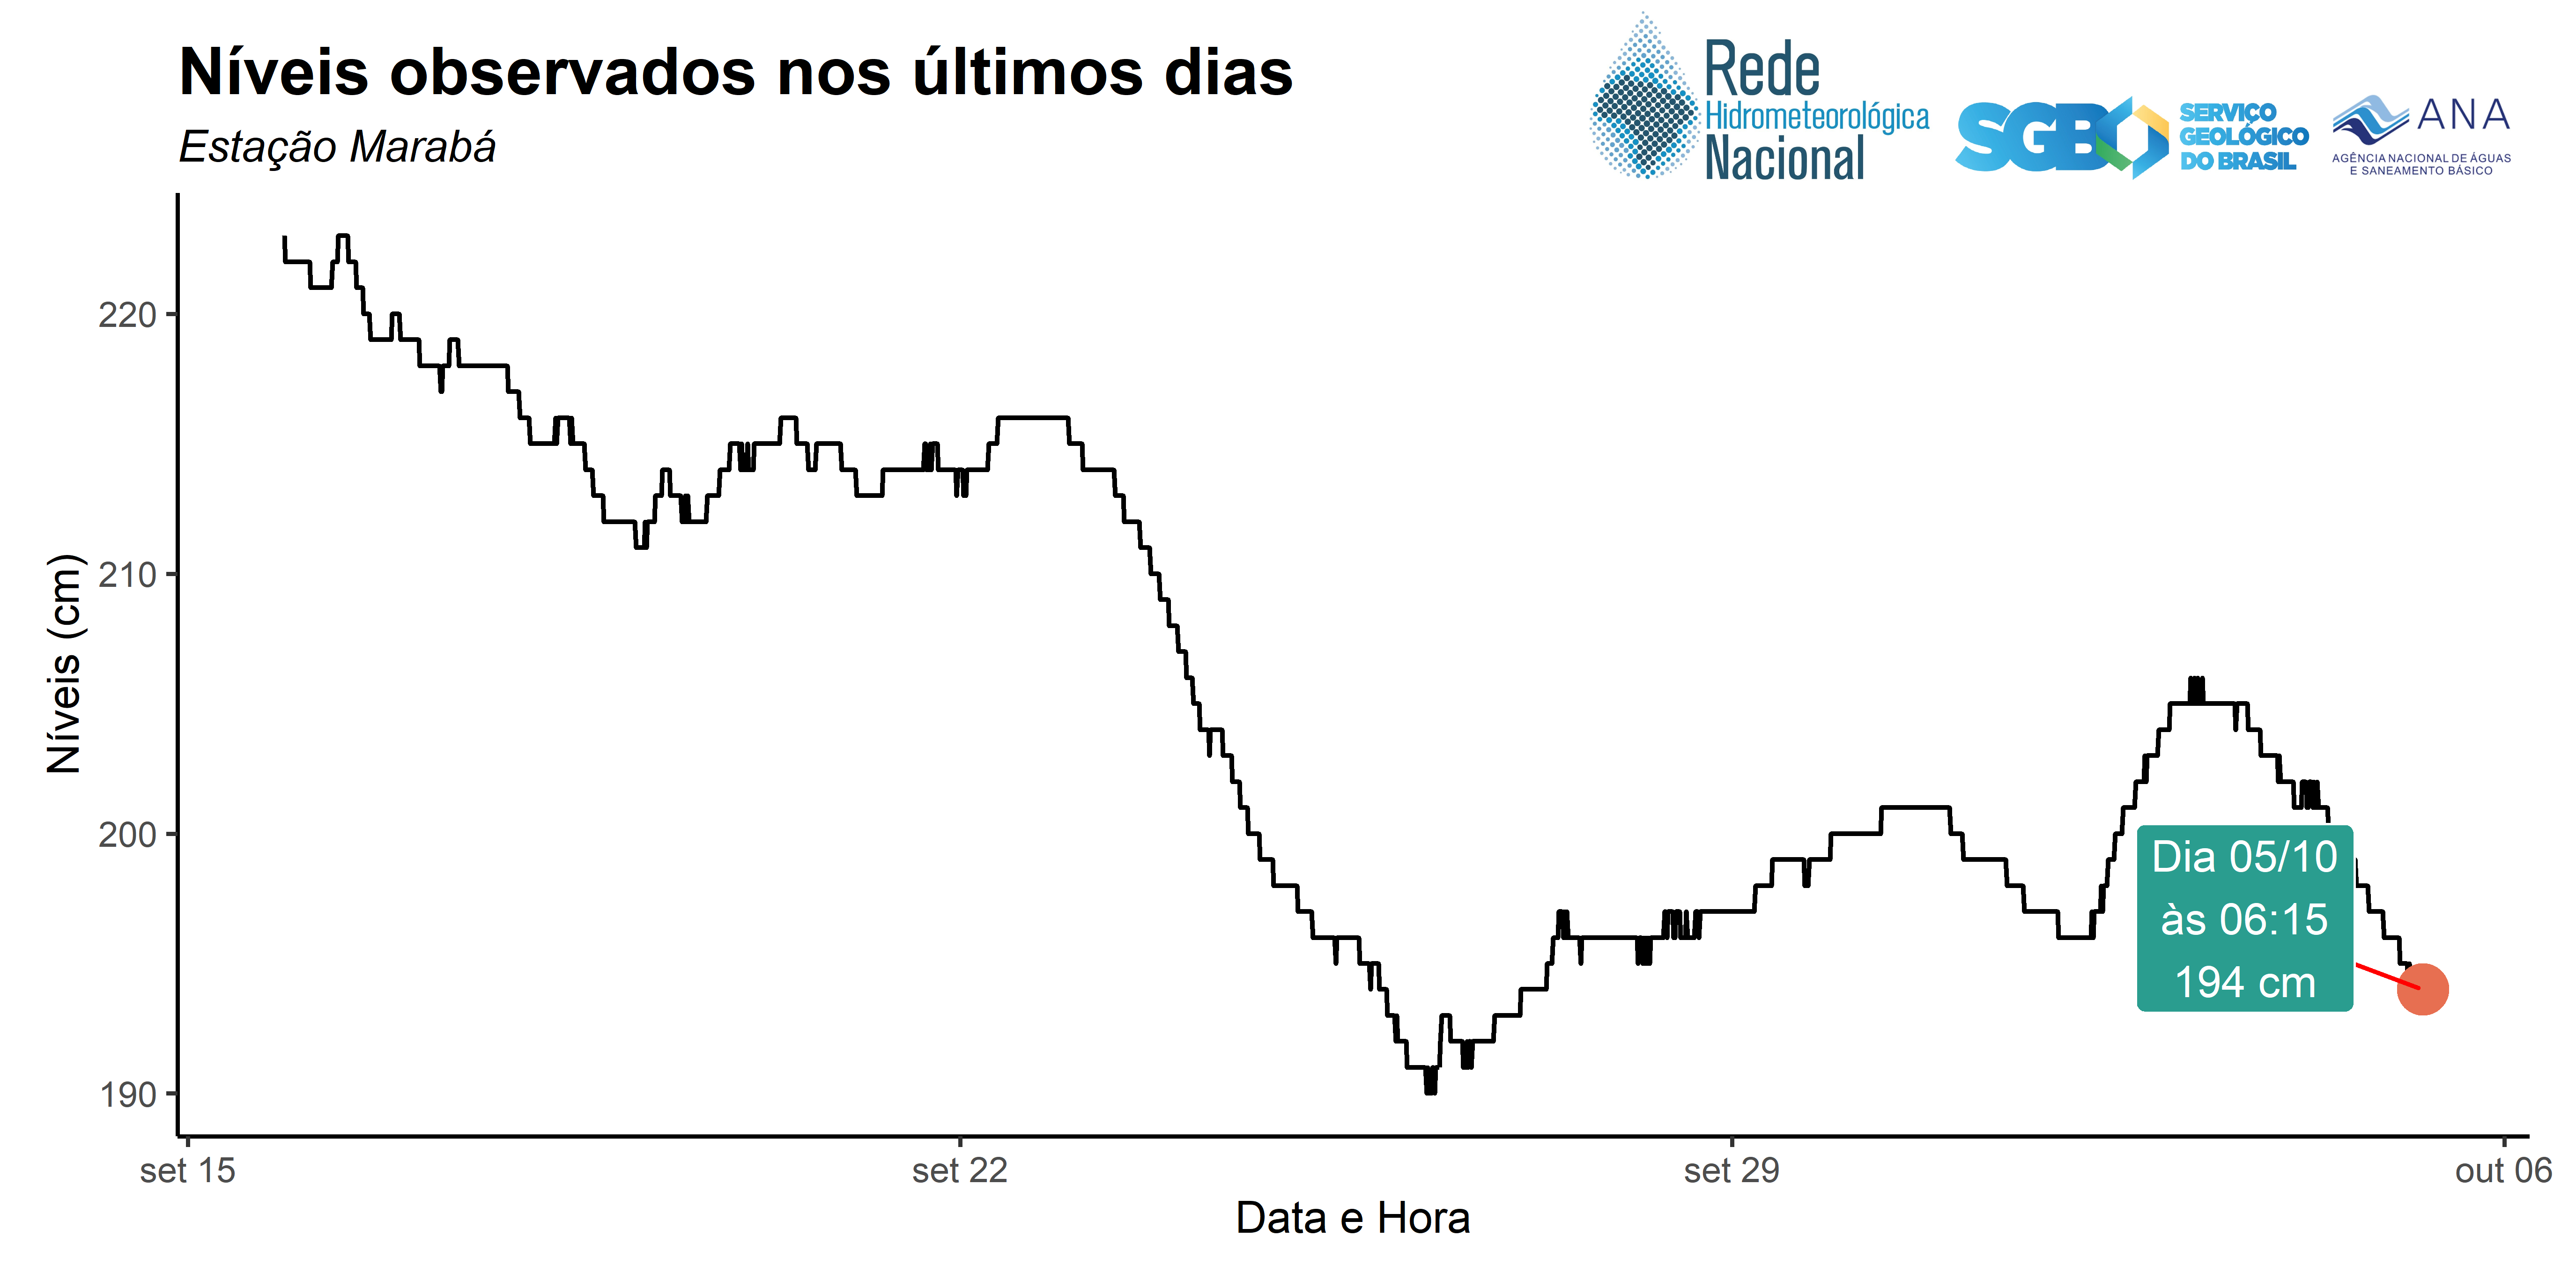 Níveis observados nos últimos dias
Estação Marabá
Rede
Hidrometeorológica
Nacional
SGB
SERVIÇO
GEOLÓGICO
DO BRASIL
ANA
AGÊNCIA NACIONAL DE ÁGUAS
E SANEAMENTO BÁSICO
Níveis (cm)
220
210
200
190
Dia 05/10
às 06:15
194 cm
set 15
set 22
set 29
out 06
Data e Hora